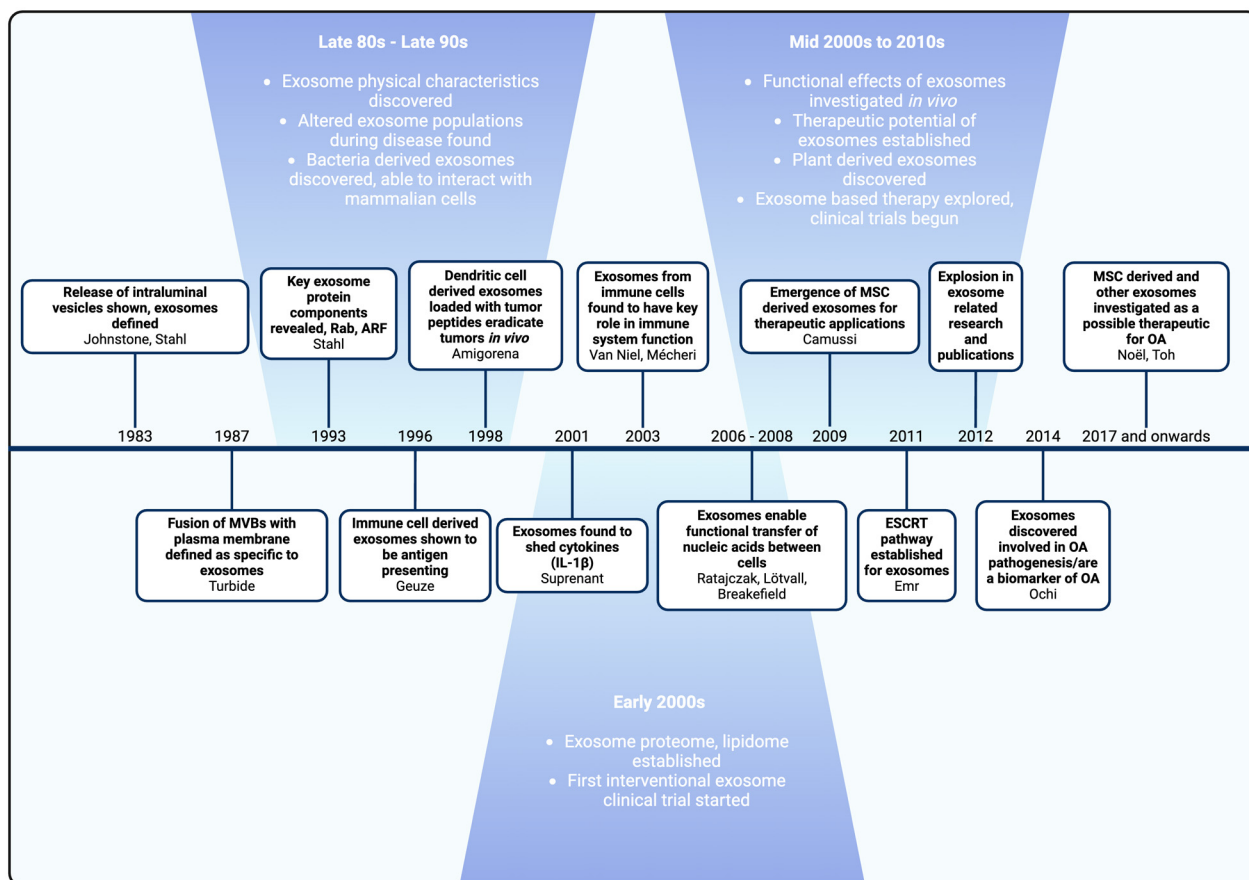 Late 80s - Late 90s
• Exosome physical characteristics
discovered
• Altered exosome populations
during disease found
• Bacteria derived exosomes
discovered, able to interact with
mammalian cells
Mid 2000s to 2010s
• Functional effects of exosomes
investigated in vivo
• Therapeutic potential of
exosomes established
• Plant derived exosomes
discovered
• Exosome based therapy explored,
clinical trials begun
Release of intraluminal
vesicles shown, exosomes
defined
Johnstone, Stahl
Key exosome
protein
components
revealed, Rab, ARF
Stahl
Dendritic cell
derived exosomes
loaded with tumor
peptides eradicate
tumors in vivo
Amigorena
Exosomes from
immune cells
found to have key
role in immune
system function
Van Niel, Mécheri
Emergence of MSC
derived exosomes for
therapeutic applications
Camussi
Explosion in
exosome
related
research
and
publications
MSC derived and
other exosomes
investigated as a
possible therapeutic
for OA
Noël, Toh
1983
1987
1993
1996
1998
2001
2003
2006 - 2008
2009
2011
2012
2014
2017 and onwards
Fusion of MVBs with
plasma membrane
defined as specific to
exosomes
Turbide
Immune cell derived
exosomes shown to
be antigen
presenting
Geuze
Exosomes found to
shed cytokines
(IL-1β)
Suprenant
Exosomes enable
functional transfer of
nucleic acids between
cells
Ratajczak, Lötvall,
Breakefield
ESCRT
pathway
established
for exosomes
Emr
Exosomes
discovered
involved in OA
pathogenesis/are
a biomarker of OA
Ochi
Early 2000s
• Exosome proteome, lipidome
established
• First interventional exosome
clinical trial started